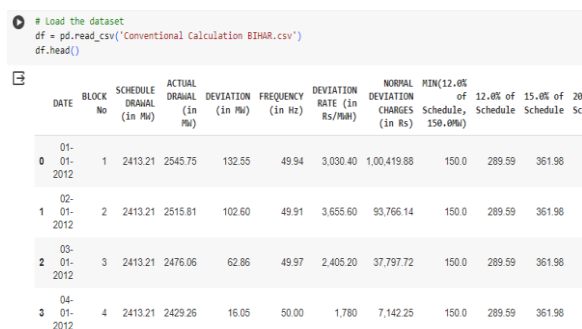 # Load the dataset
df = pd.read_csv('Conventional Calculation BIHAR.csv')
df.head()
DATE BLOCK No SCHEDULE DRAWAL (in MW) ACTUAL DRAWAL (in MW) DEVIATION (in MW) FREQUENCY (in Hz) DEVIATION RATE (in Rs/MWH) NORMAL DEVIATION CHARGES (in Rs) MIN(12.0% of Schedule, 150.0MW) 12.0% of Schedule 15.0% of Schedule 20
0 01-01-2012 1 2413.21 2545.75 132.55 49.94 3,030.40 1,00,419.88 150.0 289.59 361.98
1 02-01-2012 2 2413.21 2515.81 102.60 49.91 3,655.60 93,766.14 150.0 289.59 361.98
2 03-01-2012 3 2413.21 2476.06 62.86 49.97 2,405.20 37,797.72 150.0 289.59 361.98
3 04-01-2012 4 2413.21 2429.26 16.05 50.00 1,780 7,142.25 150.0 289.59 361.98